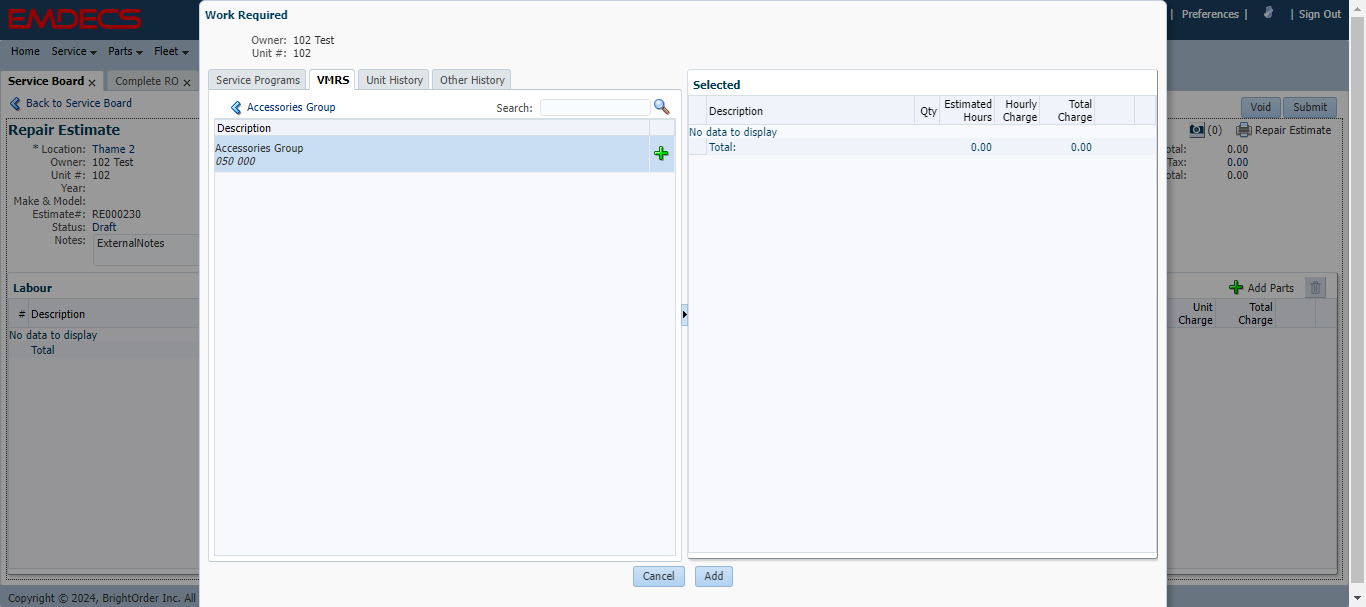 EMDECS
| Preferences | | Sign Out
Home Service Parts Fleet
Service Board Complete RO
Back to Service Board
Void Submit
Repair Estimate
(0) Repair Estimate
* Location: Thame 2
Owner: 102 Test
Unit #: 102
Year:
Make & Model:
Estimate#: RE000230
Status: Draft
Notes: ExternalNotes
otal: 0.00
Tax: 0.00
otal: 0.00
Labour
# Description
No data to display
Total
Add Parts
Unit Charge Total Charge
Copyright © 2024, BrightOrder Inc. All
Work Required
Owner: 102 Test
Unit #: 102
Service Programs VMRS Unit History Other History
Accessories Group Search:
Description
Accessories Group
050 000
Selected
Description Qty Estimated Hours Hourly Charge Total Charge
No data to display
Total: 0.00 0.00
Cancel Add